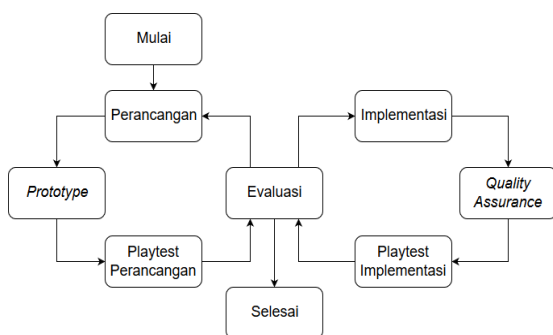 Mulai
Perancangan
Implementasi
Prototype
Evaluasi
Quality
Assurance
Playtest
Perancangan
Playtest
Implementasi
Selesai